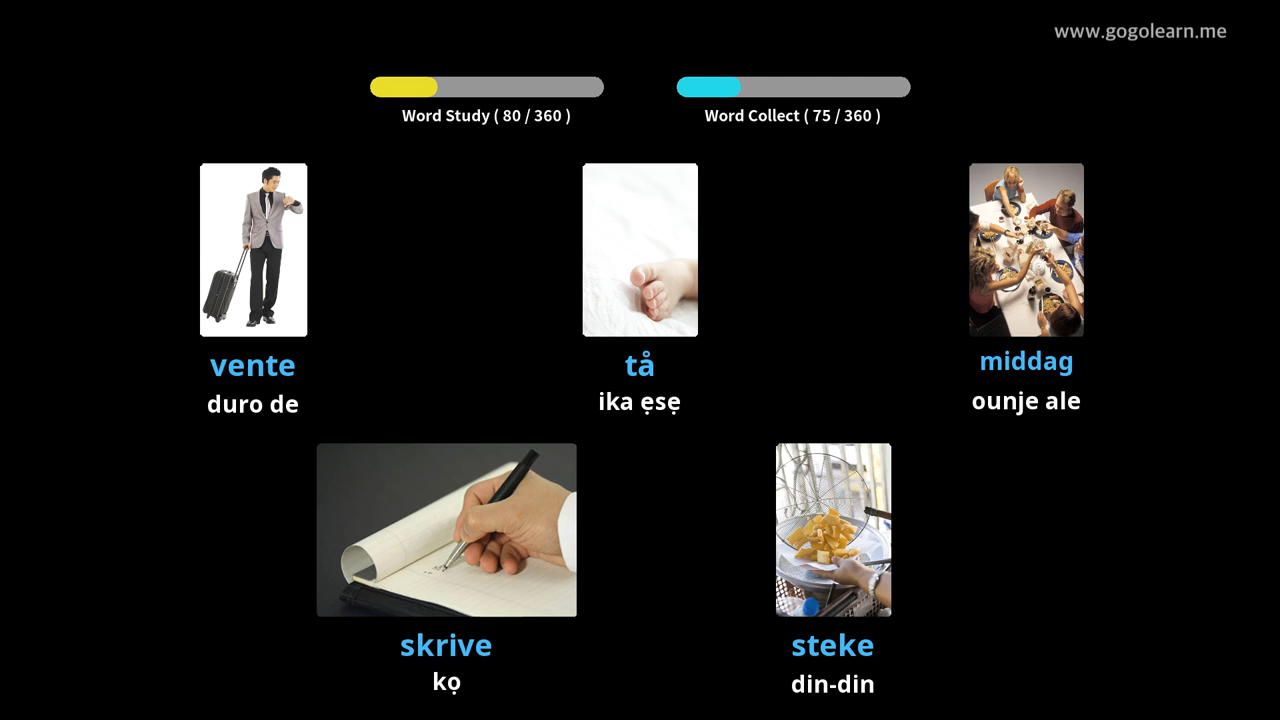 www.gogolearn.me
Word Study ( 80 / 360 )
Word Collect ( 75 / 360 )
vente
duro de
tå
ika ẹsẹ
middag
ounje ale
skrive
kọ
steke
din-din